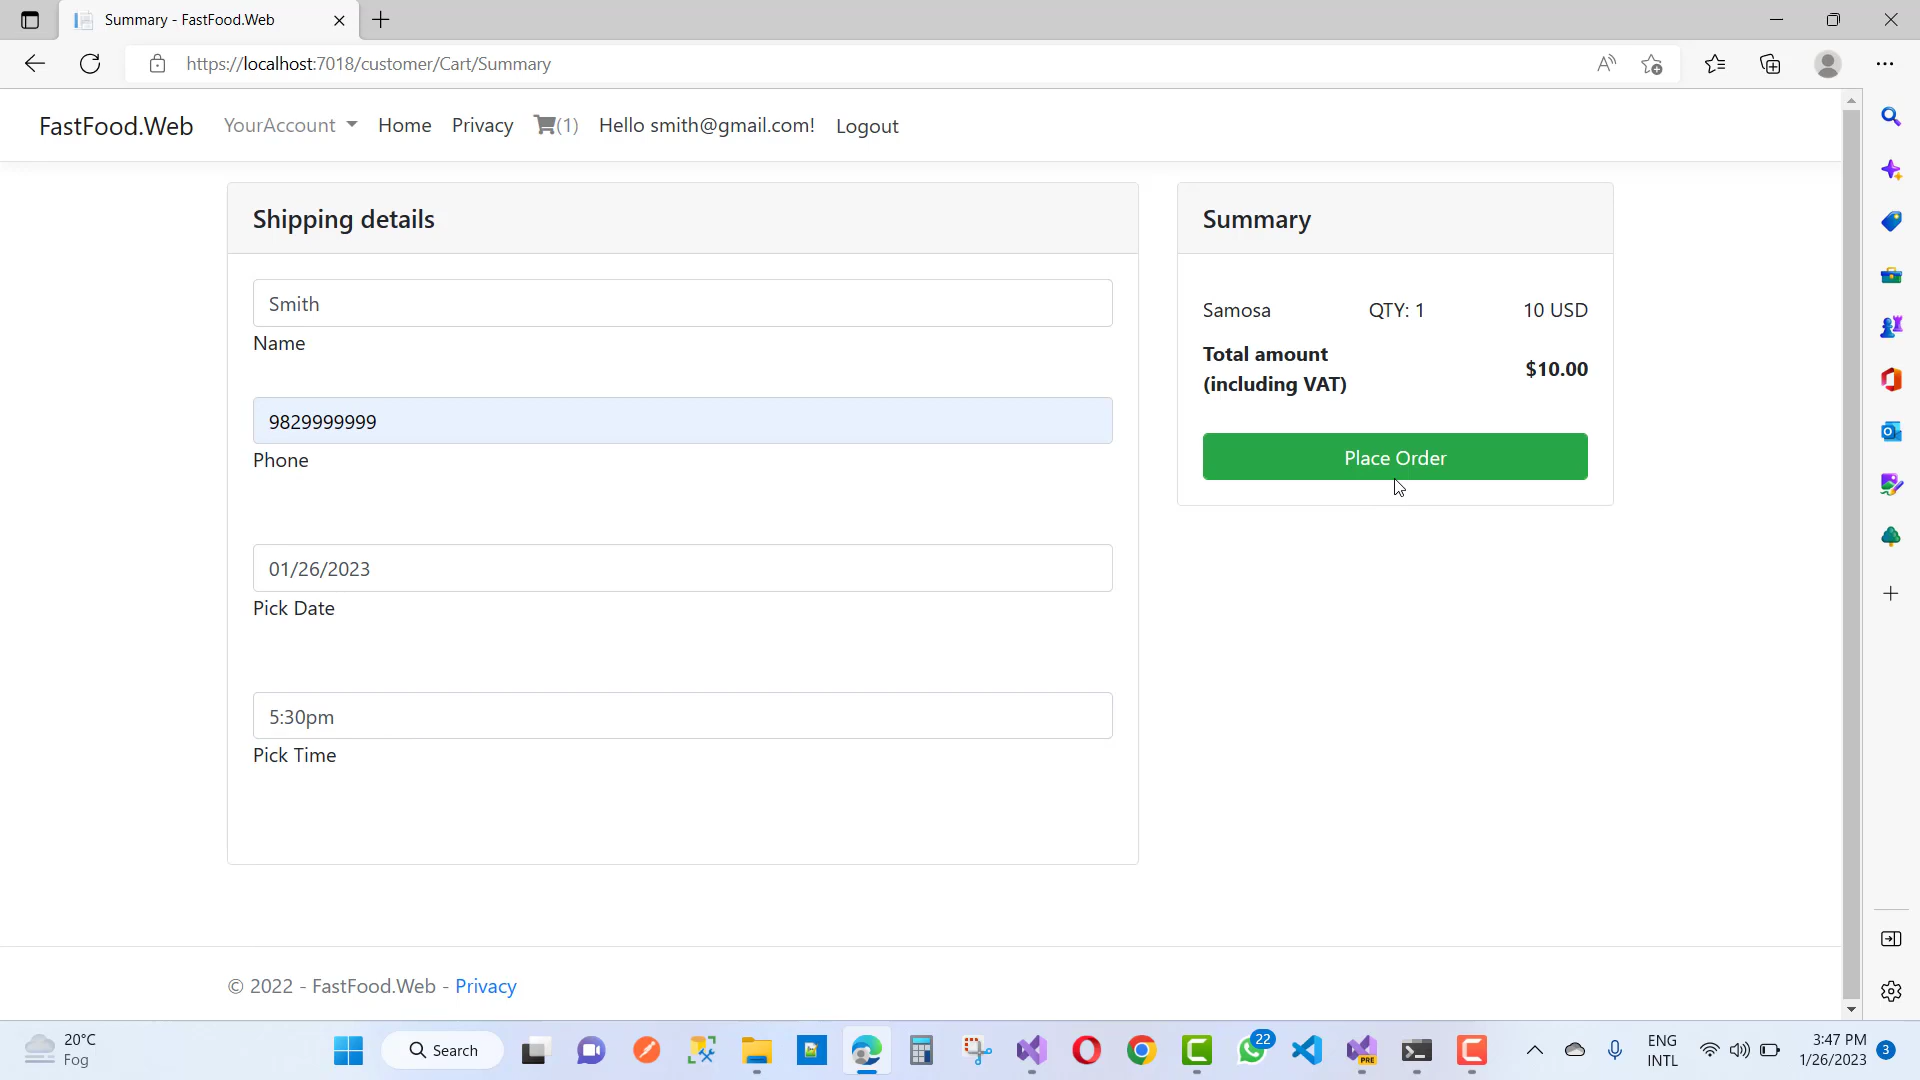 Summary - FastFood.Web
https://localhost:7018/customer/Cart/Summary
FastFood.Web YourAccount Home Privacy (1) Hello smith@gmail.com! Logout
Shipping details
Smith
Name
9829999999
Phone
01/26/2023
Pick Date
5:30pm
Pick Time
Summary
Samosa QTY: 1 10 USD
Total amount
(including VAT)
$10.00
Place Order
© 2022 - FastFood.Web - Privacy
20°C
Fog
Search
22
PRE
ENG
INTL
3:47 PM
1/26/2023
3